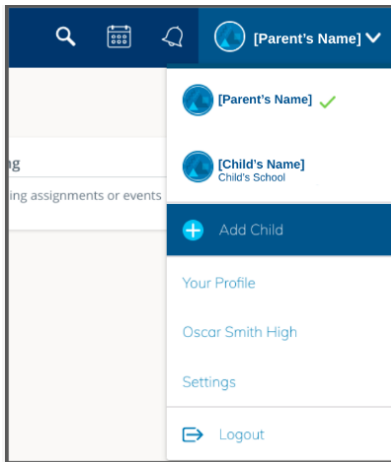 [Parent's Name]
[Parent's Name]
[Child's Name]
Child's School
ng
ing assignments or events
Add Child
Your Profile
Oscar Smith High
Settings
Logout